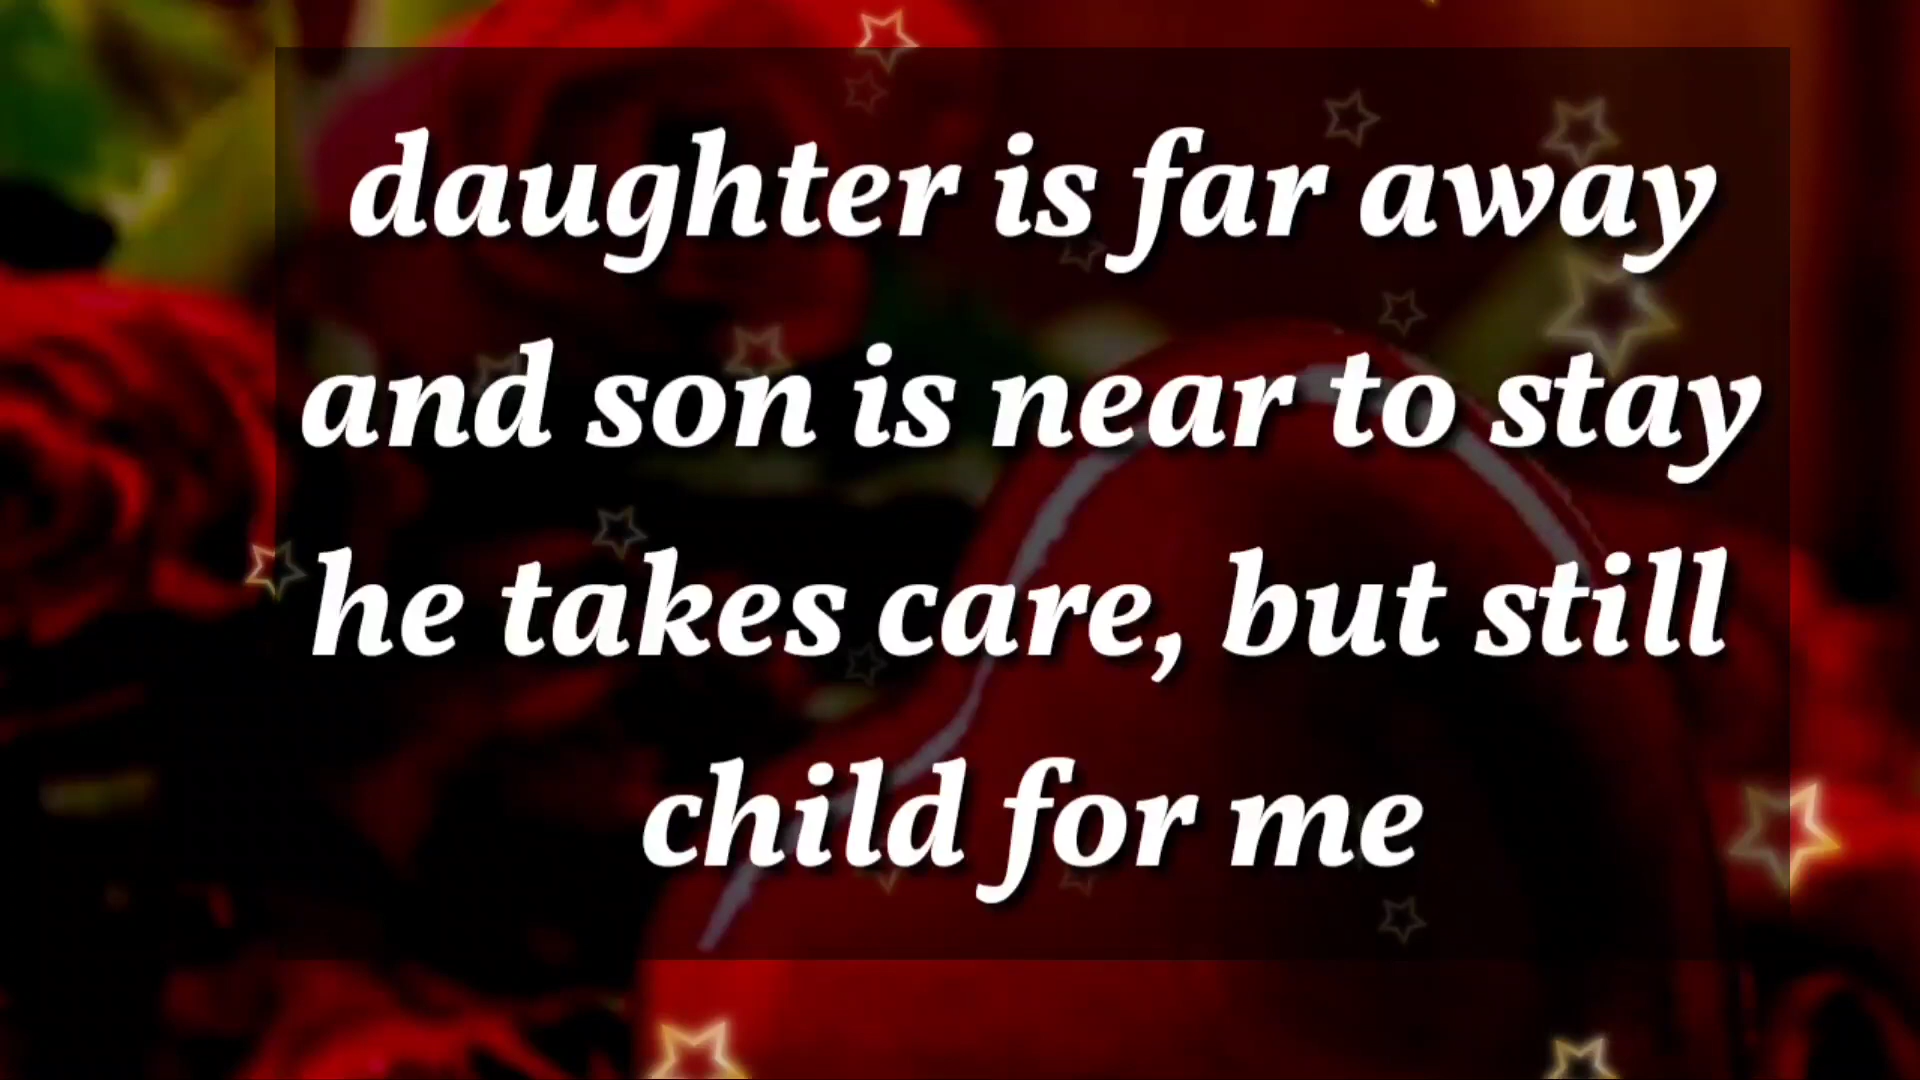 daughter is far away
and son is near to stay
he takes care, but still
child for me